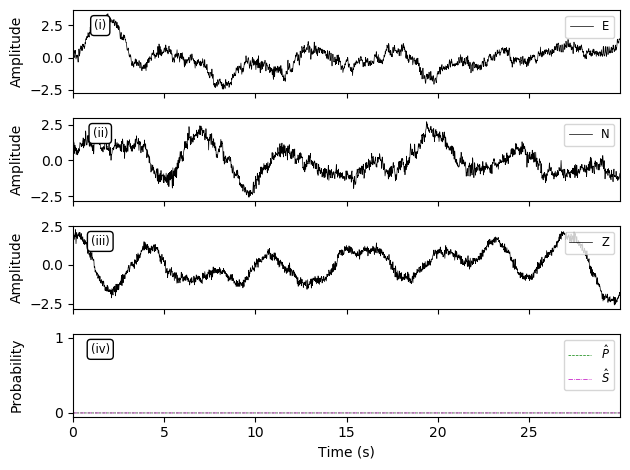 Amplitude
2.5
0.0
−2.5
(i)
E
Amplitude
2.5
0.0
−2.5
(ii)
N
Amplitude
2.5
0.0
−2.5
(iii)
Z
Probability
1
0
(iv)
P̂
Ŝ
0 5 10 15 20 25
Time (s)